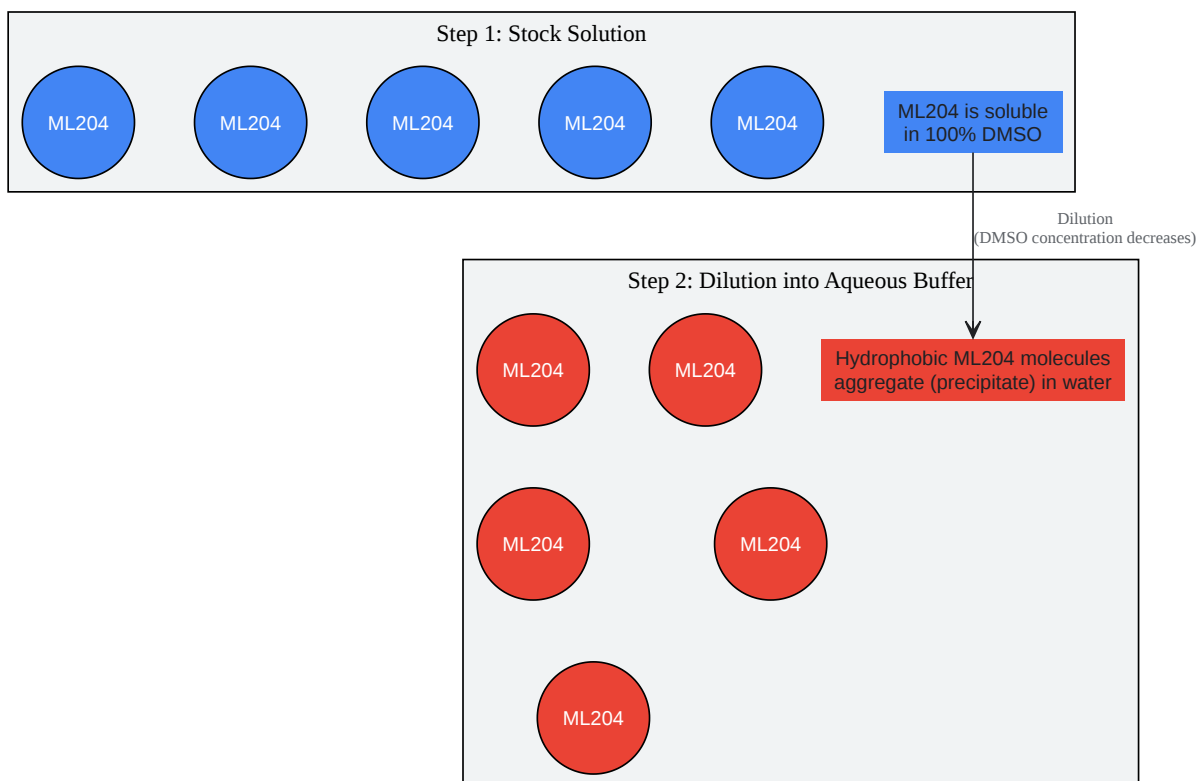 Step 1: Stock Solution
ML204
ML204
ML204
ML204
ML204
ML204 is soluble
in 100% DMSO
Dilution
(DMSO concentration decreases)
Step 2: Dilution into Aqueous Buffer
ML204
ML204
Hydrophobic ML204 molecules
aggregate (precipitate) in water
ML204
ML204
ML204